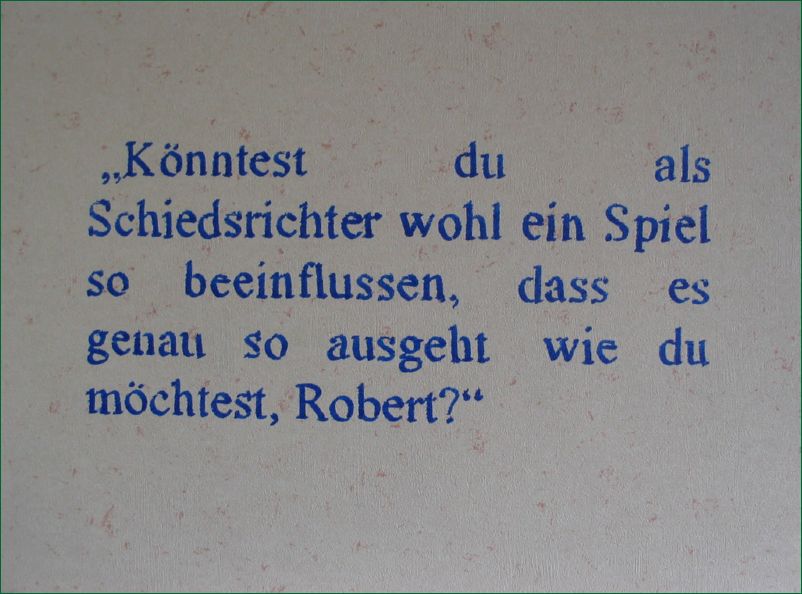 „Könntest du als
Schiedsrichter wohl ein Spiel
so beeinflussen, dass es
genau so ausgeht wie du
möchtest, Robert?“